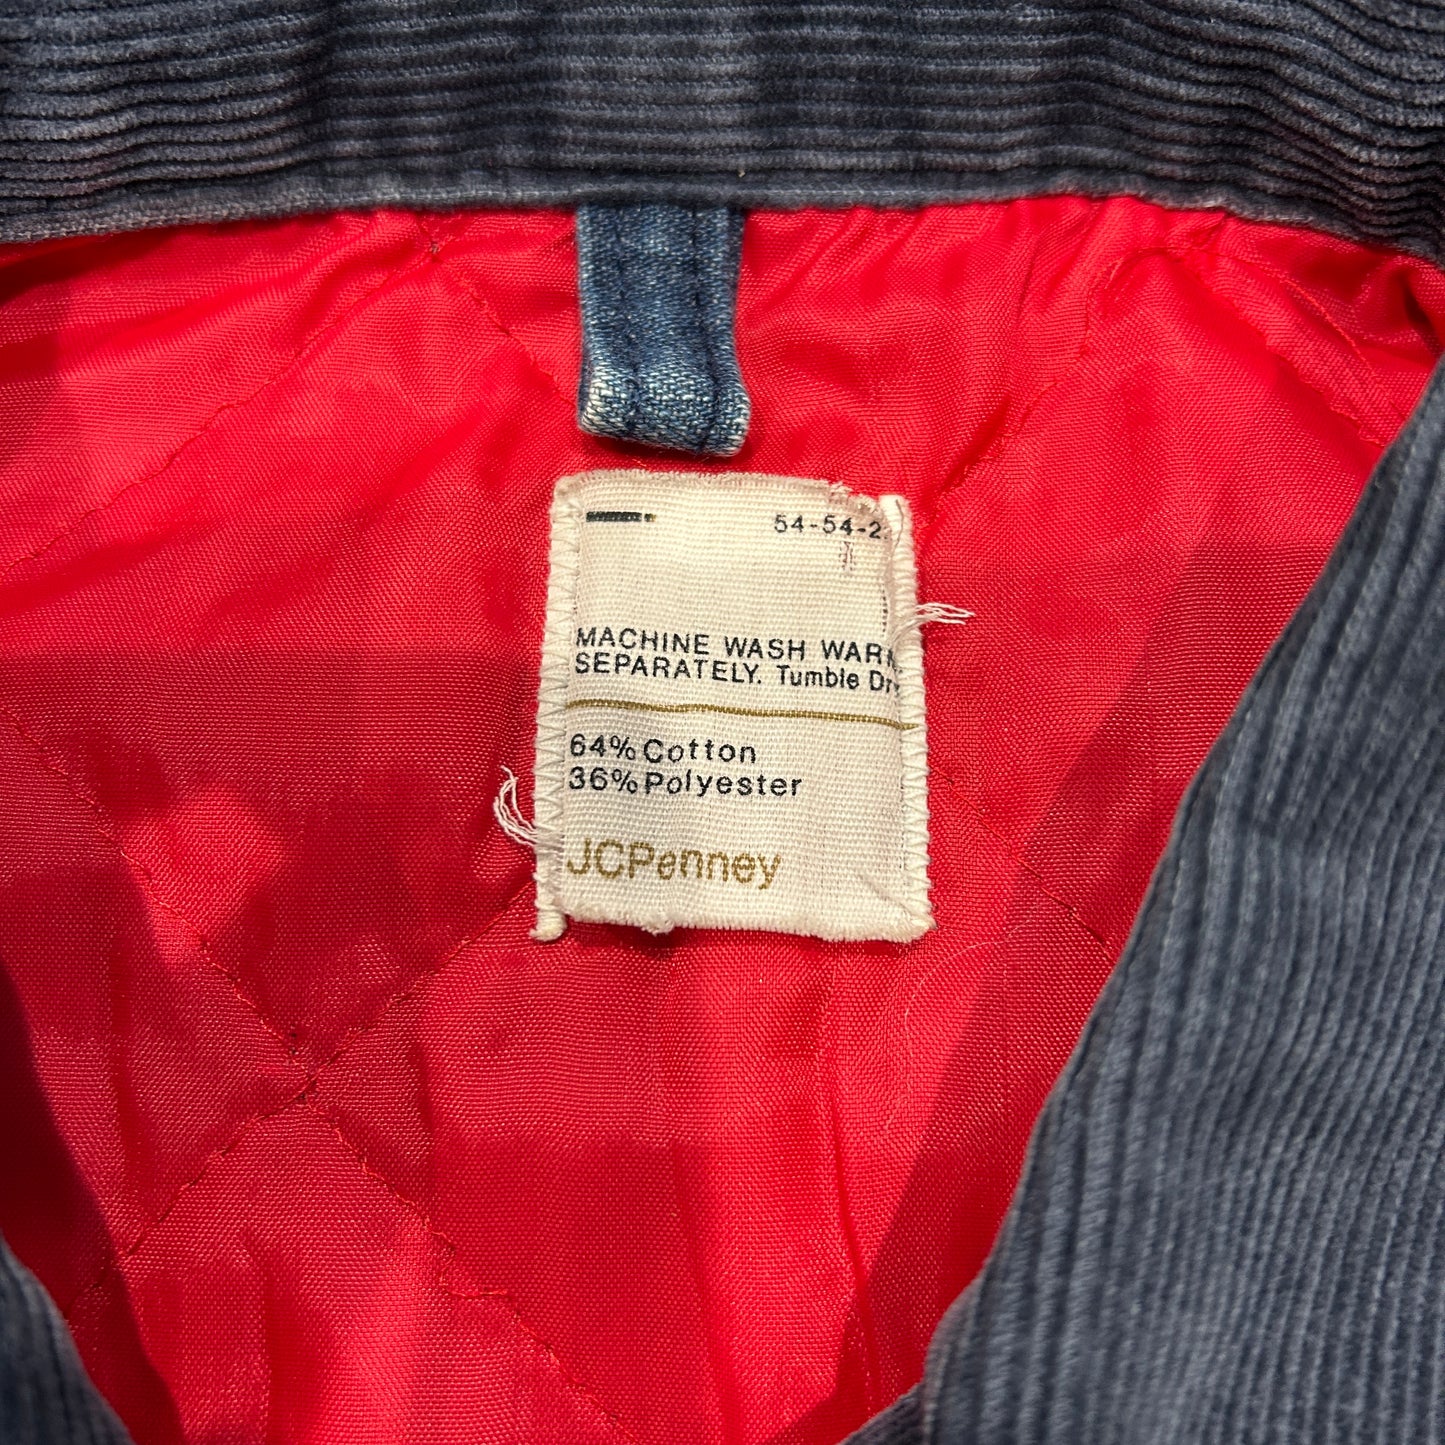 54-54-2
MACHINE WASH WARM
SEPARATELY. Tumble Dry
64% Cotton
36% Polyester
JCPenney